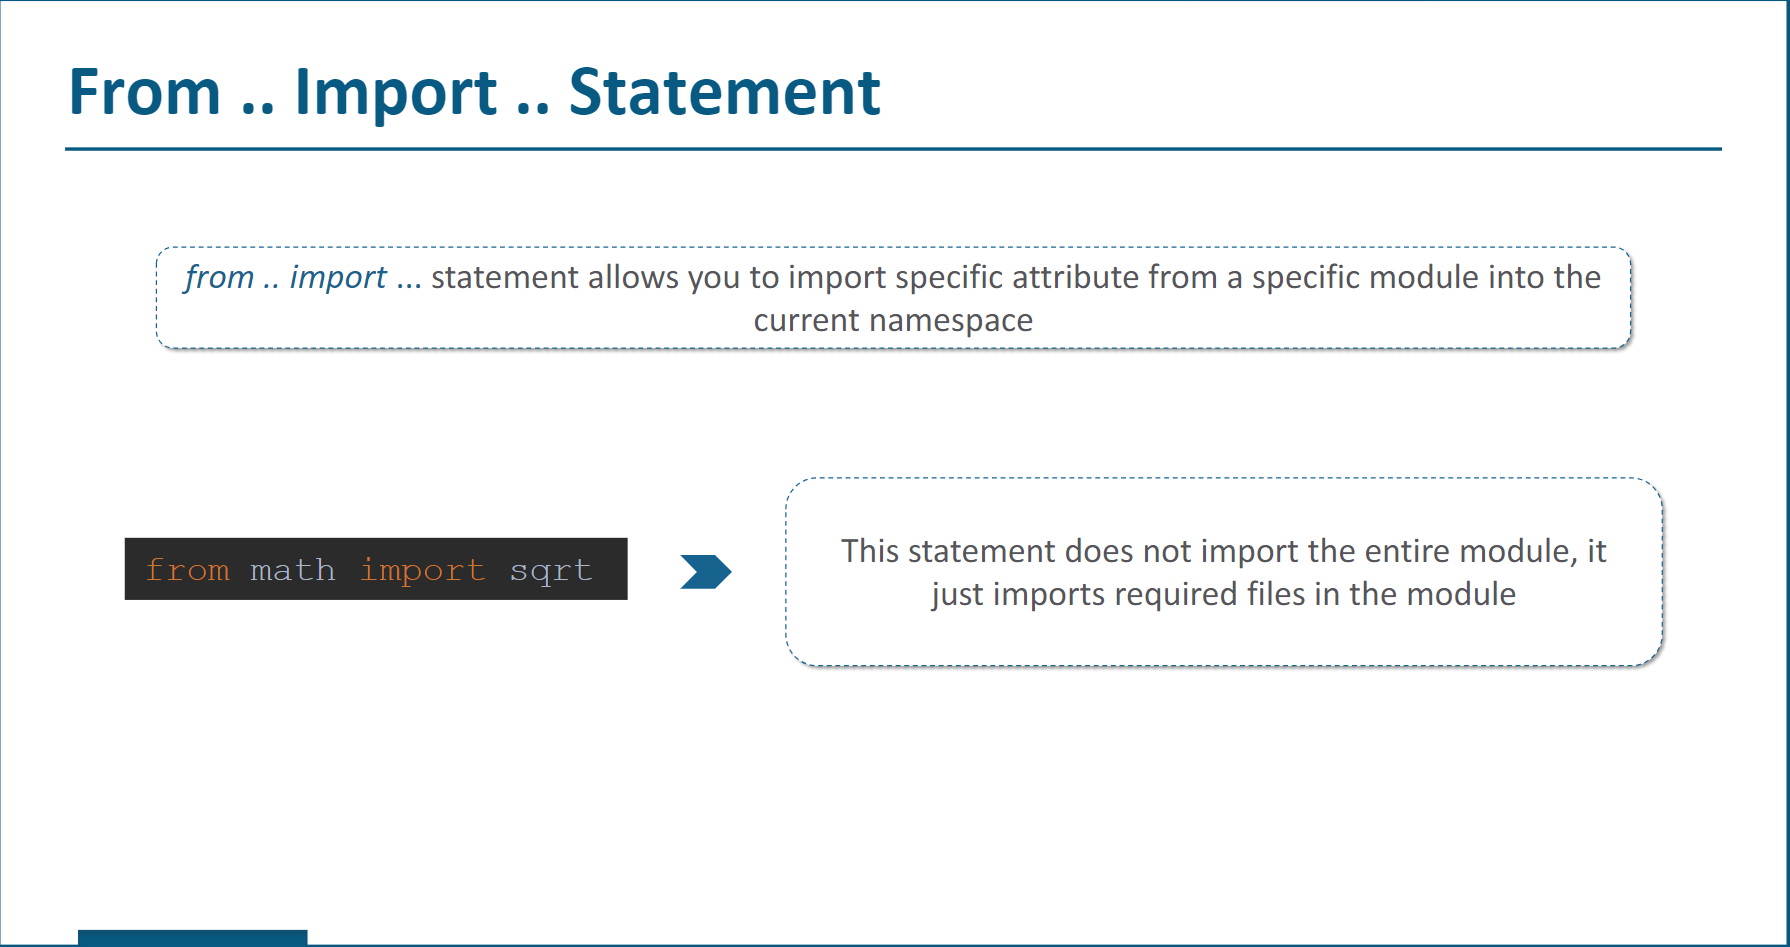 From .. Import .. Statement
from .. import ... statement allows you to import specific attribute from a specific module into the
current namespace
from math import sqrt
This statement does not import the entire module, it
just imports required files in the module